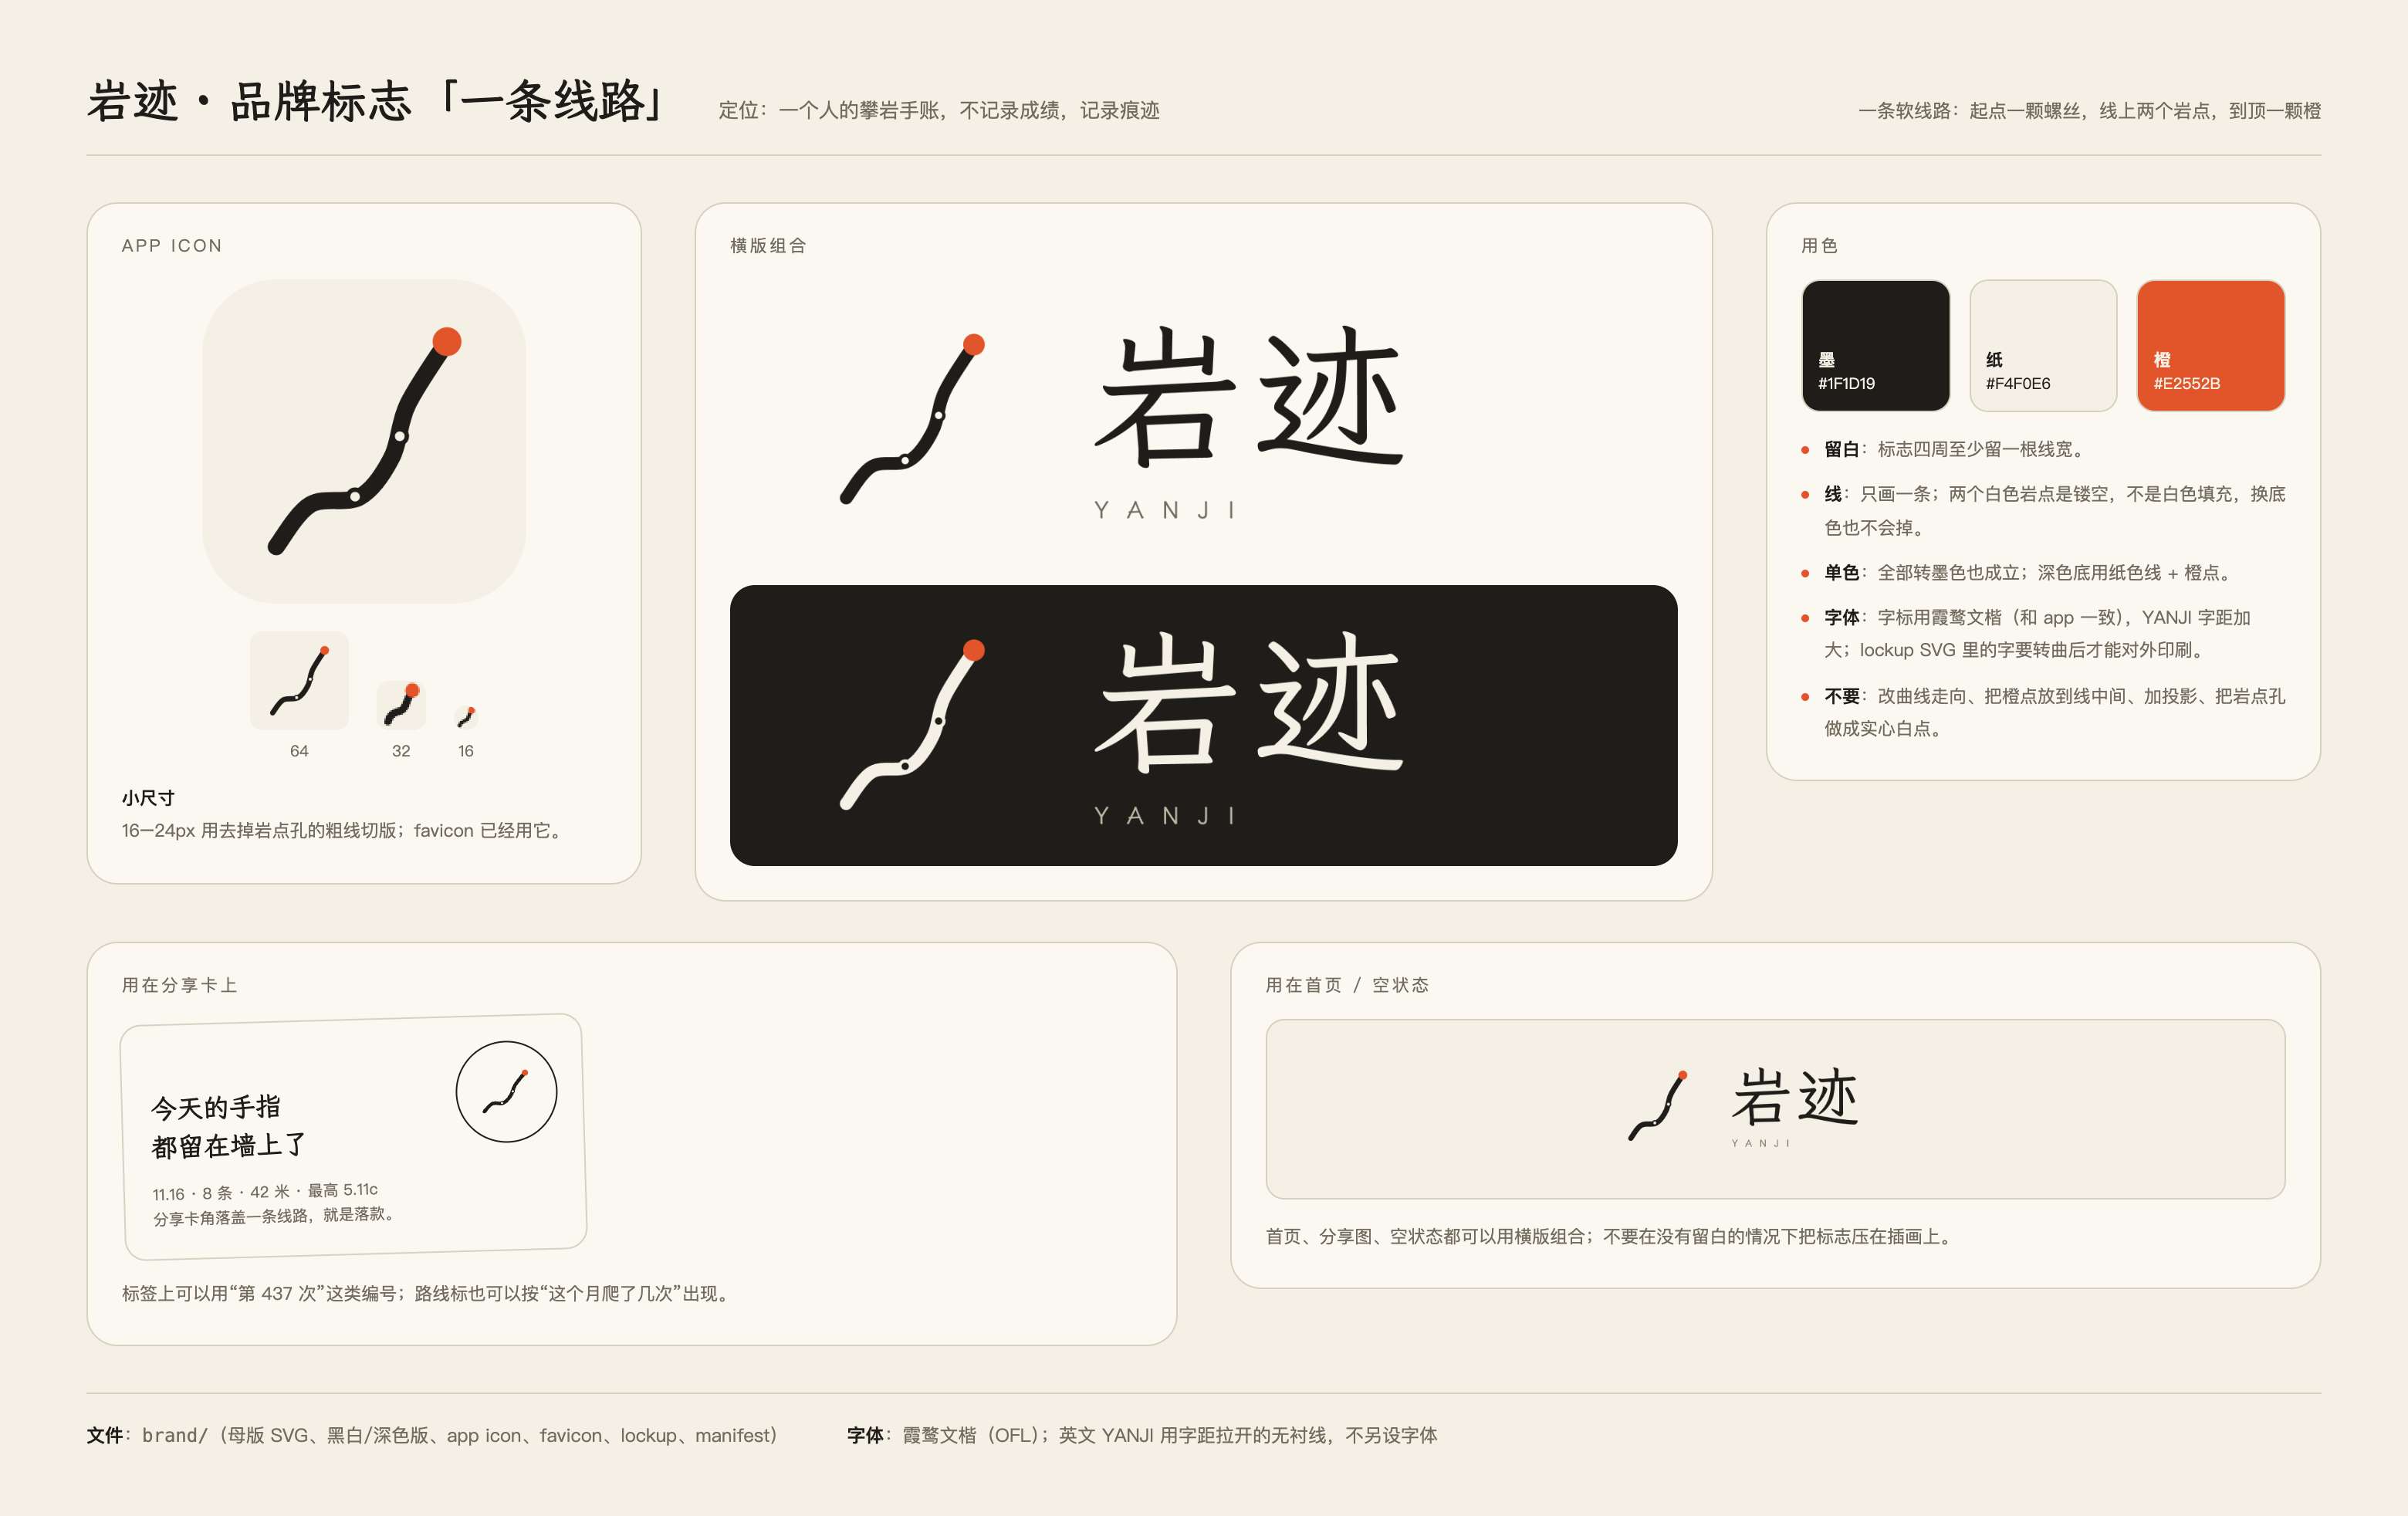 岩迹·品牌标志「一条线路」
定位：一个人的攀岩手账，不记录成绩，记录痕迹
一条软线路：起点一颗螺丝，线上两个岩点，到顶一颗橙
APP ICON
64
32
16
小尺寸
16—24px 用去掉岩点孔的粗线切版；favicon 已经用它。
横版组合
岩迹
YANJI
岩迹
YANJI
用色
墨
#1F1D19
纸
#F4F0E6
橙
#E2552B
留白：标志四周至少留一根线宽。
线：只画一条；两个白色岩点是镂空，不是白色填充，换底
色也不会掉。
单色：全部转墨色也成立；深色底用纸色线 + 橙点。
字体：字标用霞鹜文楷（和 app 一致），YANJI 字距加
大；lockup SVG 里的字要转曲后才能对外印刷。
不要：改曲线走向、把橙点放到线中间、加投影、把岩点孔
做成实心白点。
用在分享卡上
今天的手指
都留在墙上了
11.16 · 8 条 · 42 米 · 最高 5.11c
分享卡角落盖一条线路，就是落款。
标签上可以用“第 437 次”这类编号；路线标也可以按“这个月爬了几次”出现。
用在首页 / 空状态
岩迹
YANJI
首页、分享图、空状态都可以用横版组合；不要在没有留白的情况下把标志压在插画上。
文件：brand/（母版 SVG、黑白/深色版、app icon、favicon、lockup、manifest）
字体：霞鹜文楷（OFL）；英文 YANJI 用字距拉开的无衬线，不另设字体